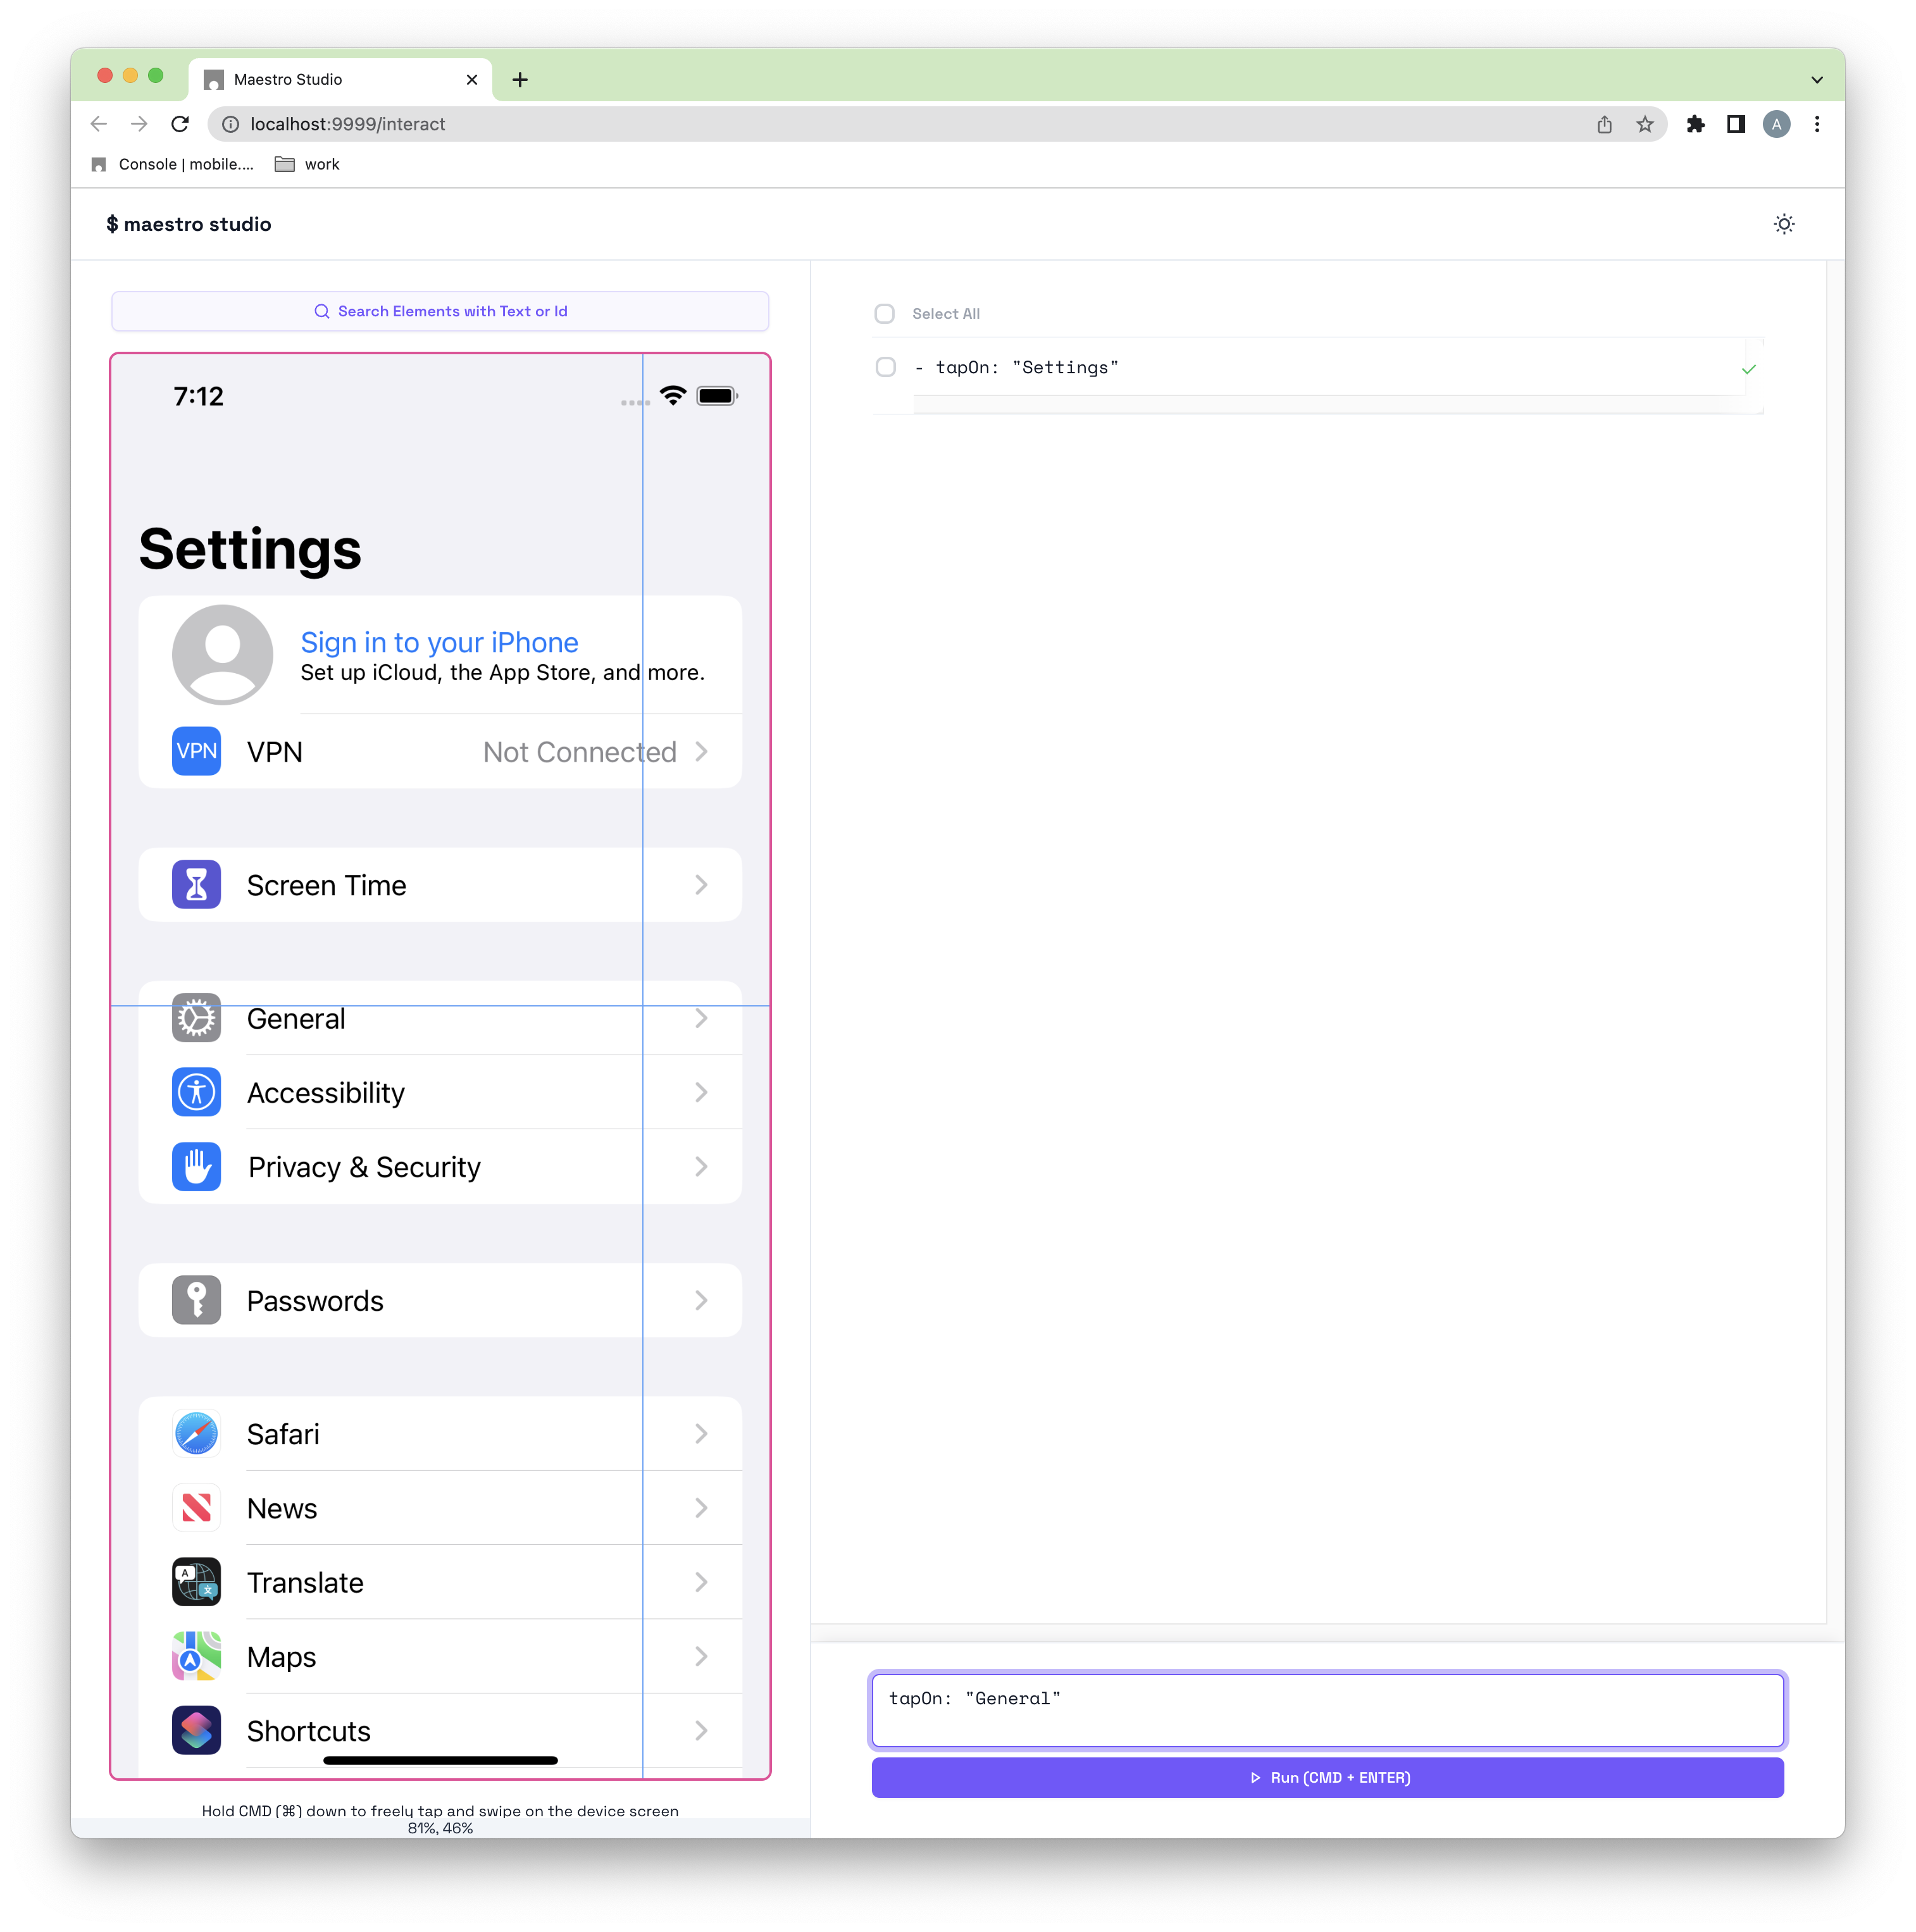 Maestro Studio
localhost:9999/interact
A
Console | mobile....
work
$ maestro studio
Search Elements with Text or Id
7:12
Settings
Sign in to your iPhone
Set up iCloud, the App Store, and more.
VPN
VPN
Not Connected
Screen Time
General
Accessibility
Privacy & Security
Passwords
Safari
News
A
文
Translate
Maps
Shortcuts
Hold CMD (⌘) down to freely tap and swipe on the device screen
81%, 46%
Select All
- tapOn: "Settings"
tapOn: "General"
Run (CMD + ENTER)